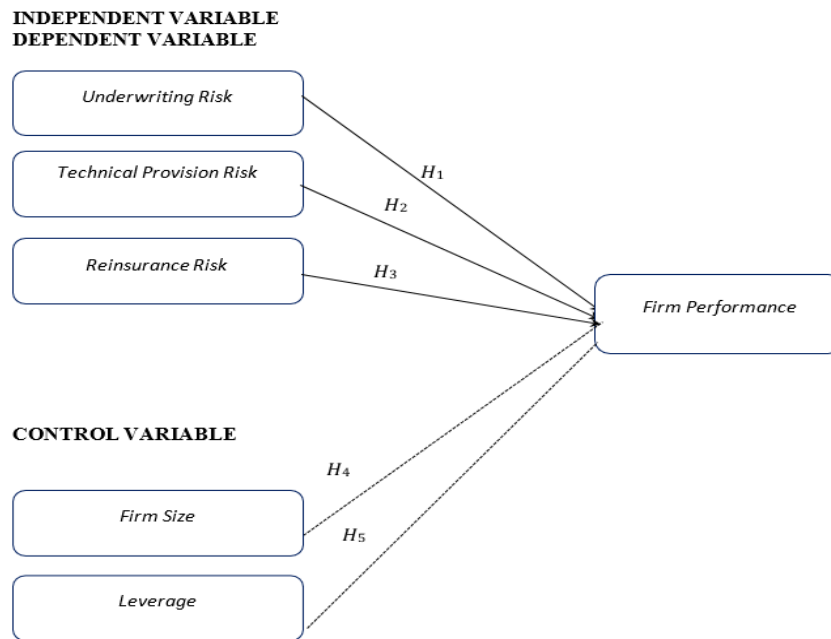 INDEPENDENT VARIABLE
DEPENDENT VARIABLE
Underwriting Risk
Technical Provision Risk
Reinsurance Risk
H1
H2
H3
Firm Performance
CONTROL VARIABLE
H4
Firm Size
H5
Leverage